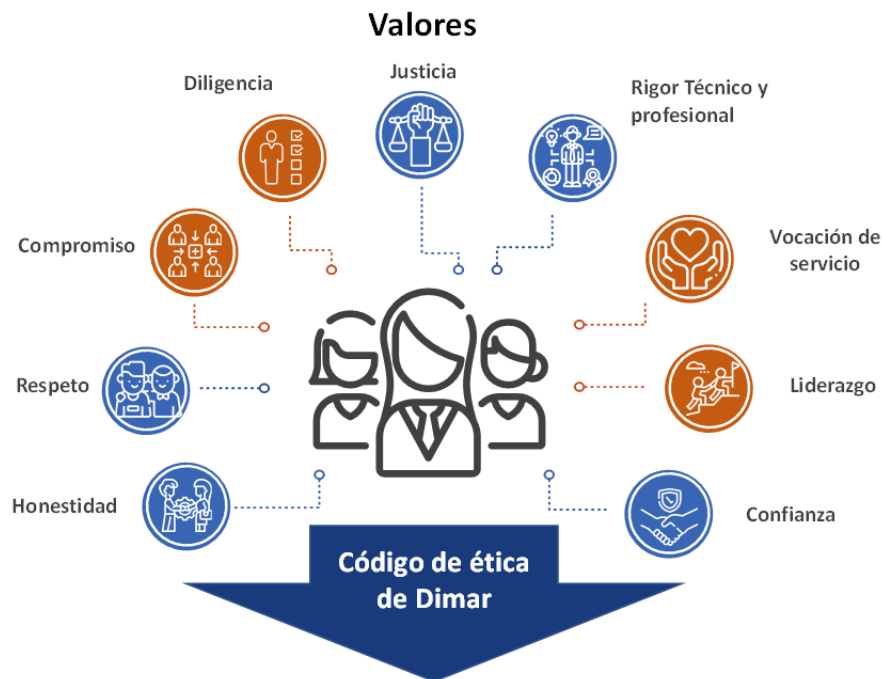 Valores
Justicia
Diligencia
Rigor Técnico y
profesional
Compromiso
Vocación de
servicio
Respeto
Liderazgo
Honestidad
Confianza
Código de ética
de Dimar